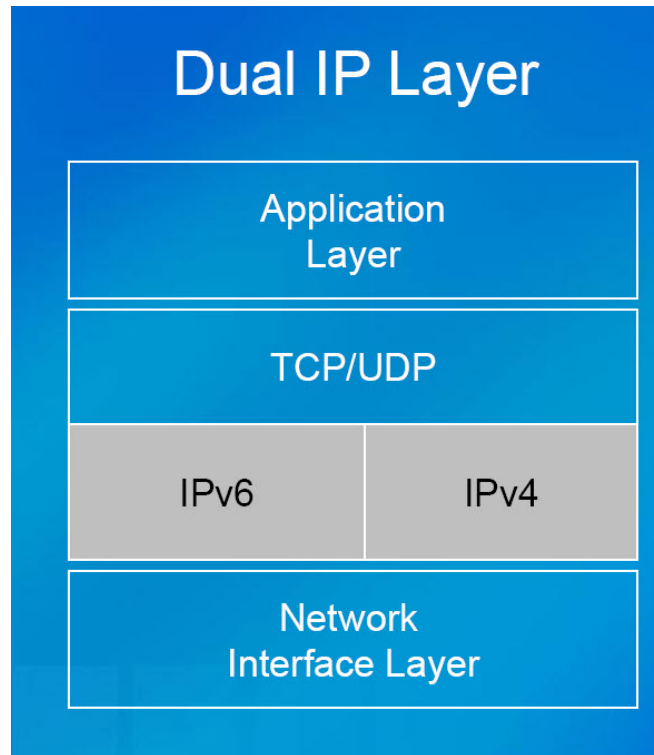 Dual IP Layer
Application
Layer
TCP/UDP
IPv6 IPv4
Network
Interface Layer